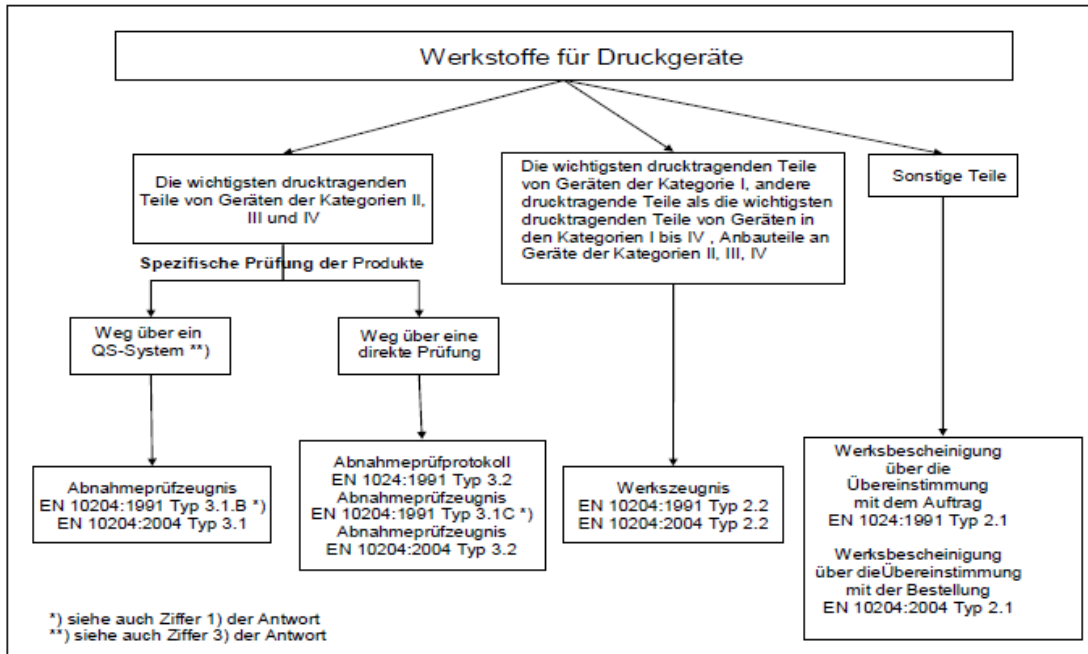 Werkstoffe für Druckgeräte
Die wichtigsten drucktragenden
Teile von Geräten der Kategorien II,
III und IV
Die wichtigsten drucktragenden Teile
von Geräten der Kategorie I, andere
drucktragende Teile als die wichtigsten
drucktragenden Teile von Geräten in
den Kategorien I bis IV , Anbauteile an
Geräte der Kategorien II, III, IV
Sonstige Teile
Spezifische Prüfung der Produkte
Weg über ein
QS-System **)
Weg über eine
direkte Prüfung
Abnahmeprüfzeugnis
EN 10204:1991 Typ 3.1.B *)
EN 10204:2004 Typ 3.1
Abnahmeprüfprotokoll
EN 1024:1991 Typ 3.2
Abnahmeprüfzeugnis
EN 10204:1991 Typ 3.1C *)
Abnahmeprüfzeugnis
EN 10204:2004 Typ 3.2
Werkszeugnis
EN 10204:1991 Typ 2.2
EN 10204:2004 Typ 2.2
Werksbescheinigung
über die
Übereinstimmung
mit dem Auftrag
EN 1024:1991 Typ 2.1
Werksbescheinigung
über dieÜbereinstimmung
mit der Bestellung
EN 10204:2004 Typ 2.1
*) siehe auch Ziffer 1) der Antwort
**) siehe auch Ziffer 3) der Antwort